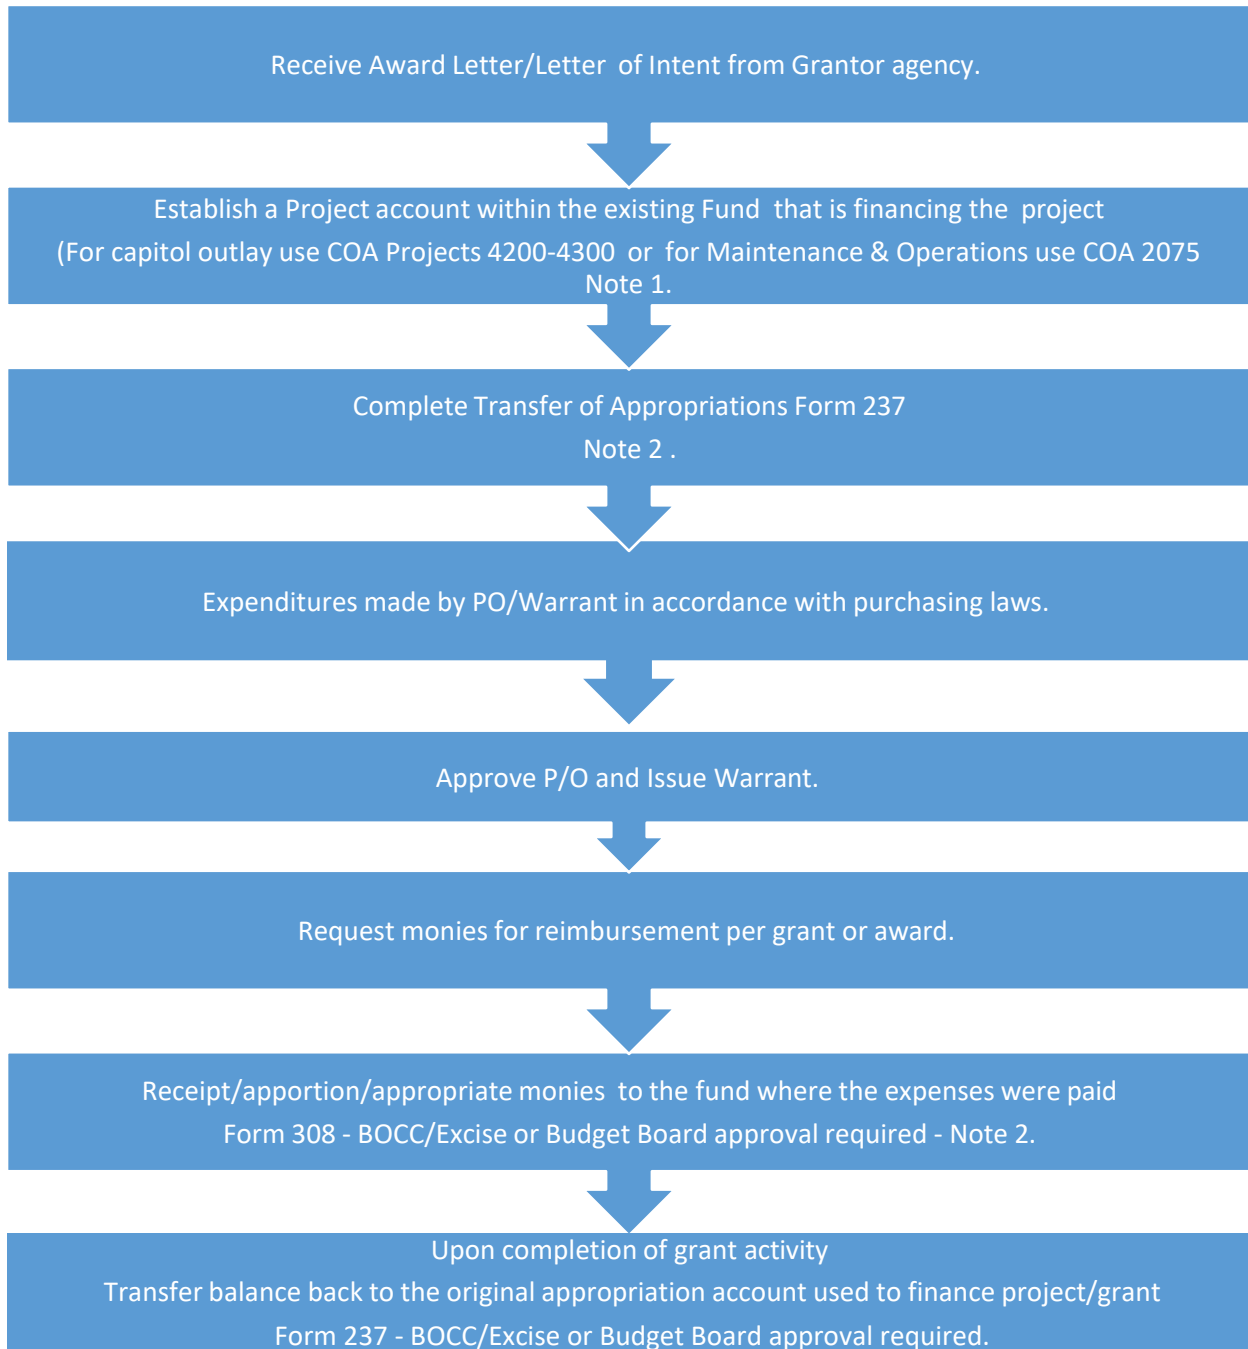 Receive Award Letter/Letter of Intent from Grantor agency.
Establish a Project account within the existing Fund that is financing the project
(For capitol outlay use COA Projects 4200-4300 or for Maintenance & Operations use COA 2075
Note 1.
Complete Transfer of Appropriations Form 237
Note 2 .
Expenditures made by PO/Warrant in accordance with purchasing laws.
Approve P/O and Issue Warrant.
Request monies for reimbursement per grant or award.
Receipt/apportion/appropriate monies to the fund where the expenses were paid
Form 308 - BOCC/Excise or Budget Board approval required - Note 2.
Upon completion of grant activity
Transfer balance back to the original appropriation account used to finance project/grant
Form 237 - BOCC/Excise or Budget Board approval required.